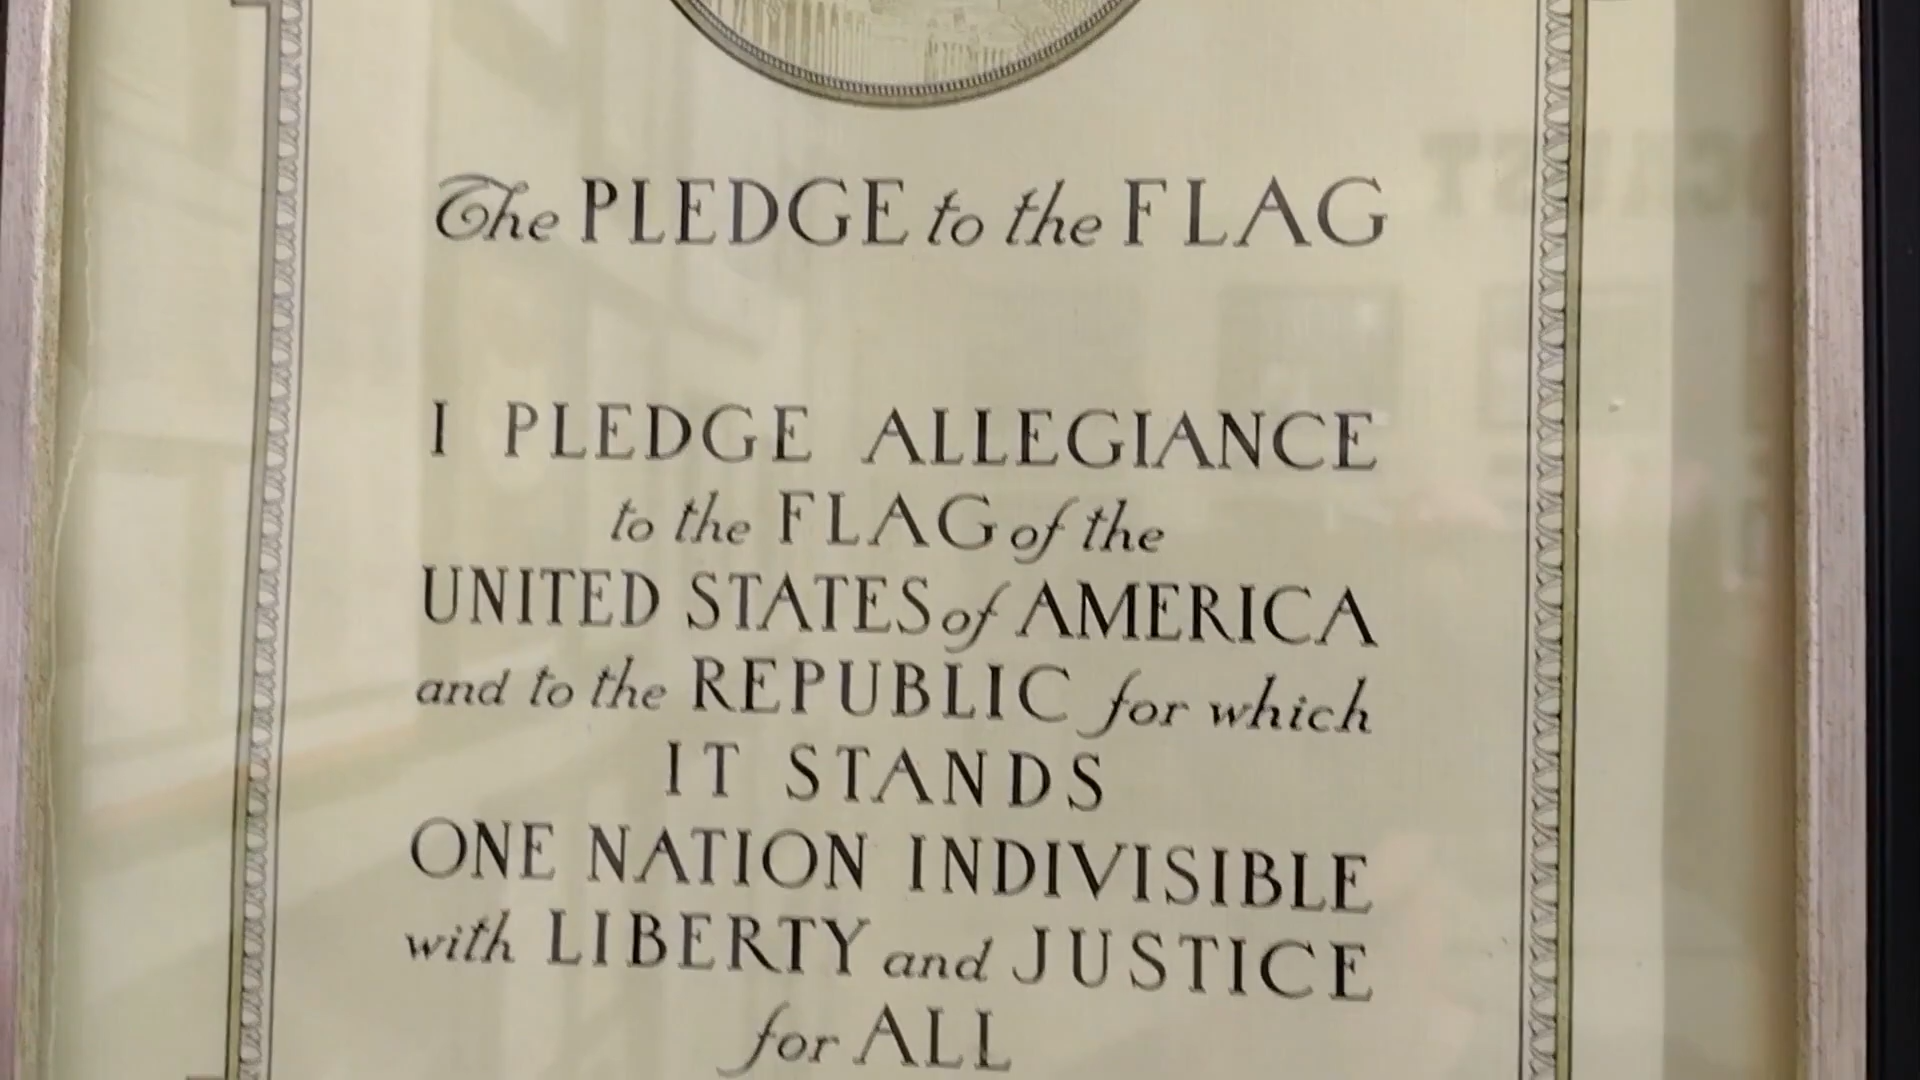 The PLEDGE to the FLAG
I PLEDGE ALLEGIANCE
to the FLAG of the
UNITED STATES of AMERICA
and to the REPUBLIC for which
IT STANDS
ONE NATION INDIVISIBLE
with LIBERTY and JUSTICE
for ALL